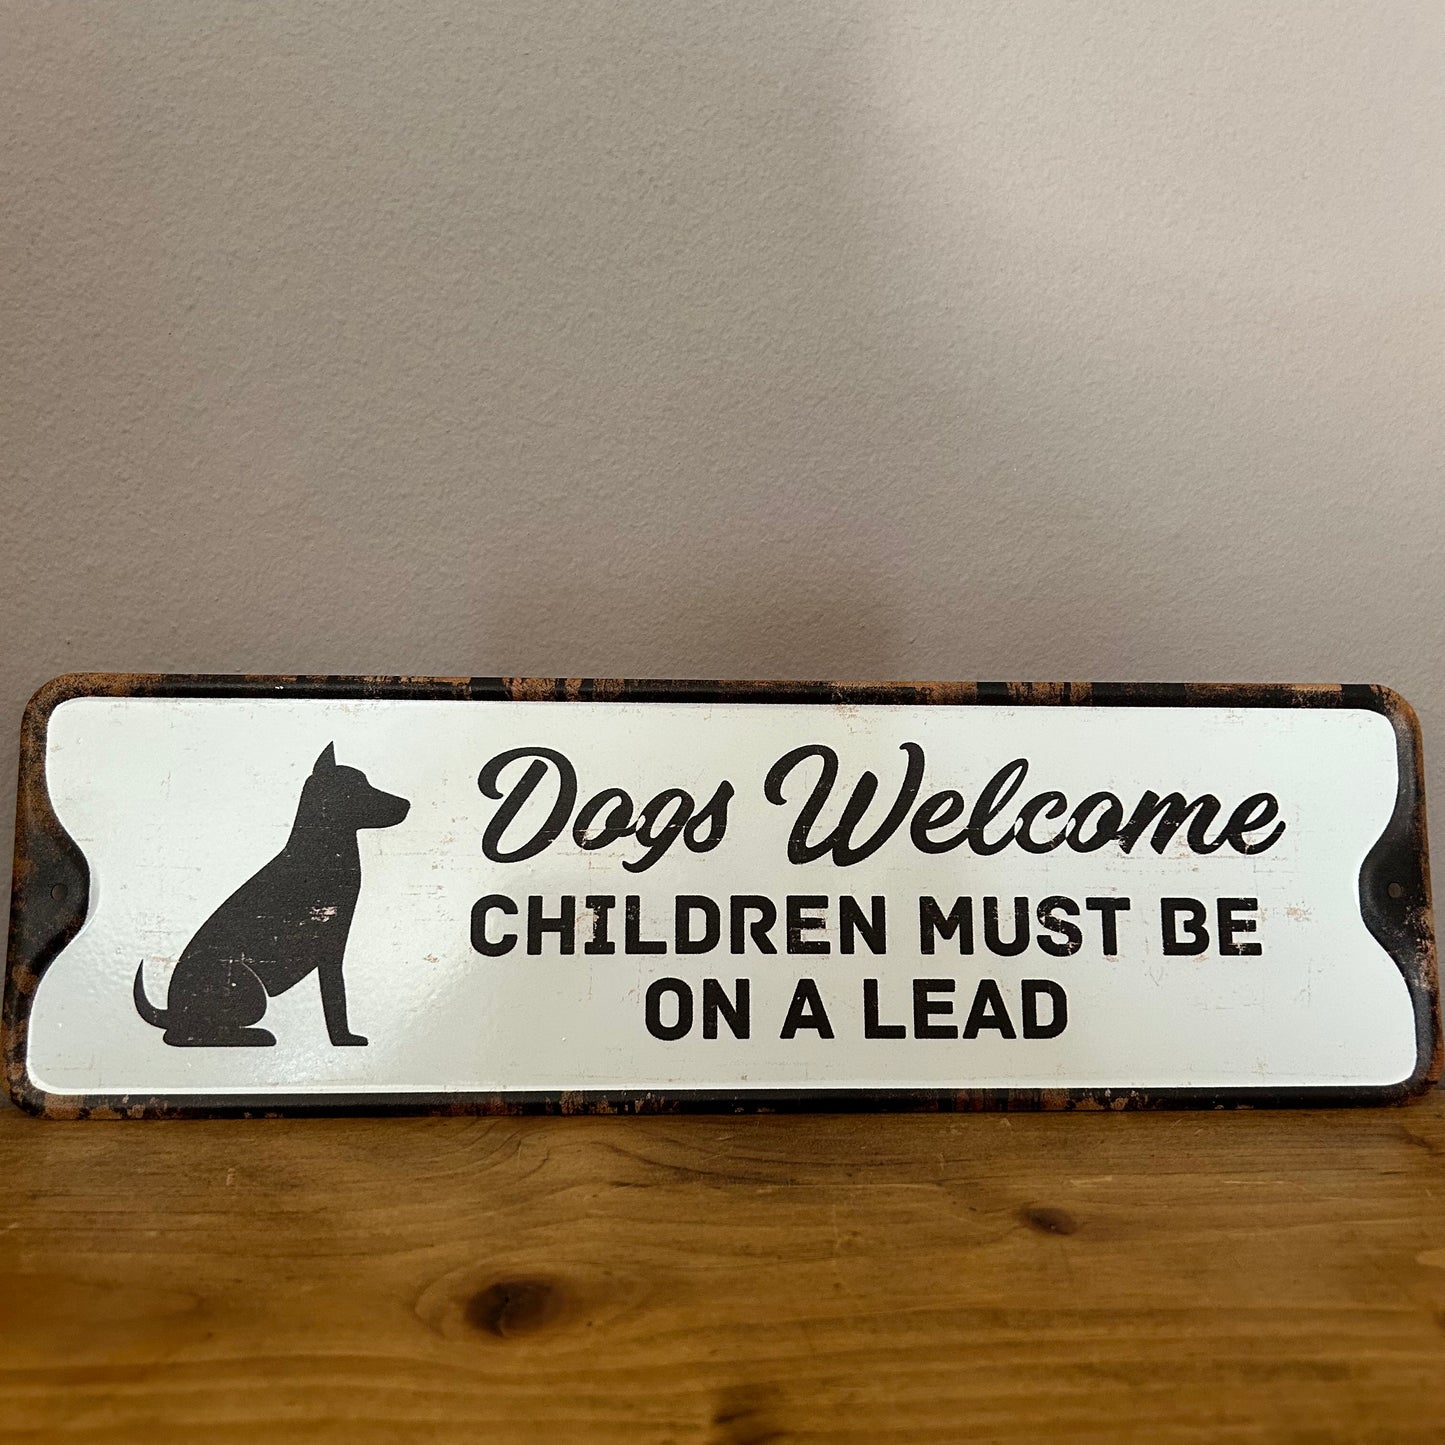 Dogs Welcome
CHILDREN MUST BE
ON A LEAD